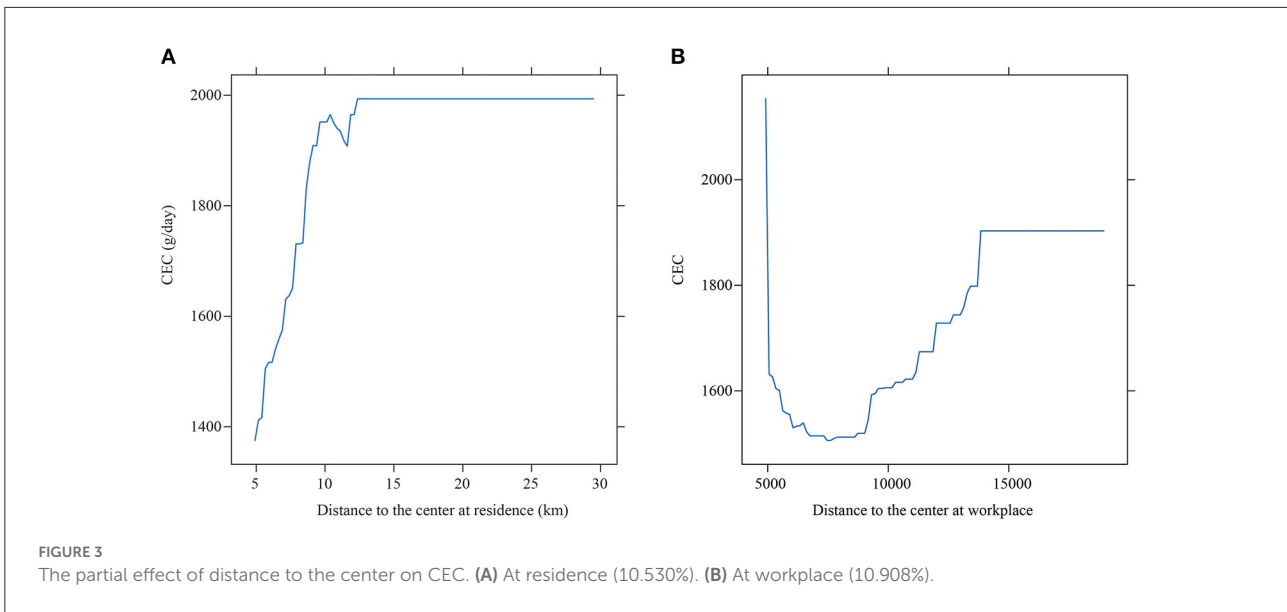 A
B
2000
1800
1600
1400
CEC (g/day)
5 10 15 20 25 30
Distance to the center at residence (km)
2000
1800
1600
CEC
5000 10000 15000
Distance to the center at workplace
FIGURE 3
The partial effect of distance to the center on CEC. (A) At residence (10.530%). (B) At workplace (10.908%).